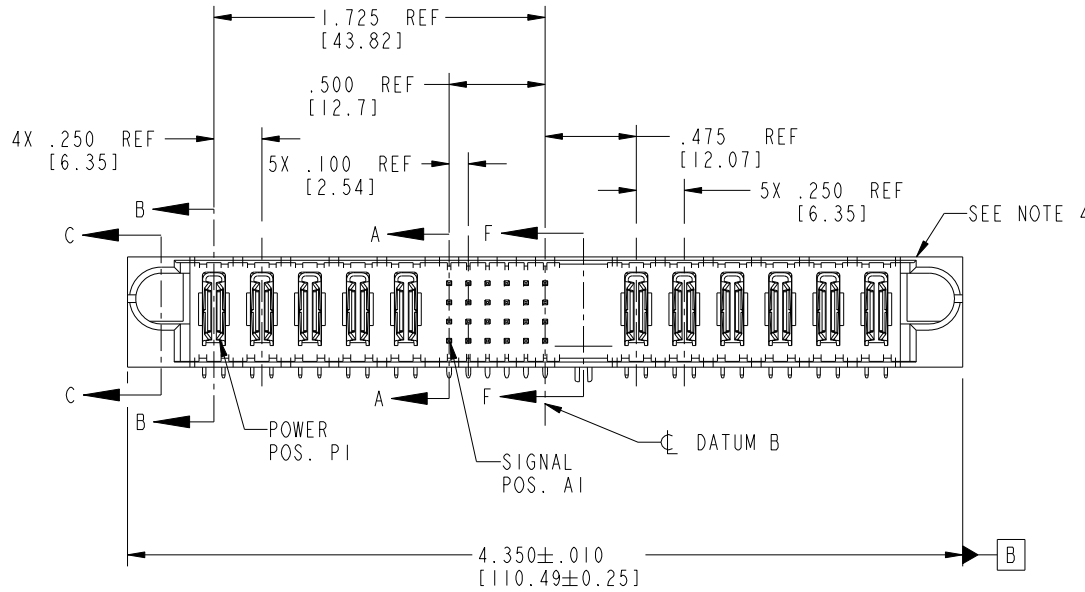 1.725 REF
[43.82]
.500 REF
[12.7]
4X .250 REF
[6.35]
5X .100 REF
[2.54]
.475 REF
[12.07]
5X .250 REF
[6.35]
B
C
A
F
SEE NOTE 4
C
B
A
F
POWER
POS. P1
SIGNAL
POS. A1
℄ DATUM B
4.350±.010
[110.49±0.25]
B